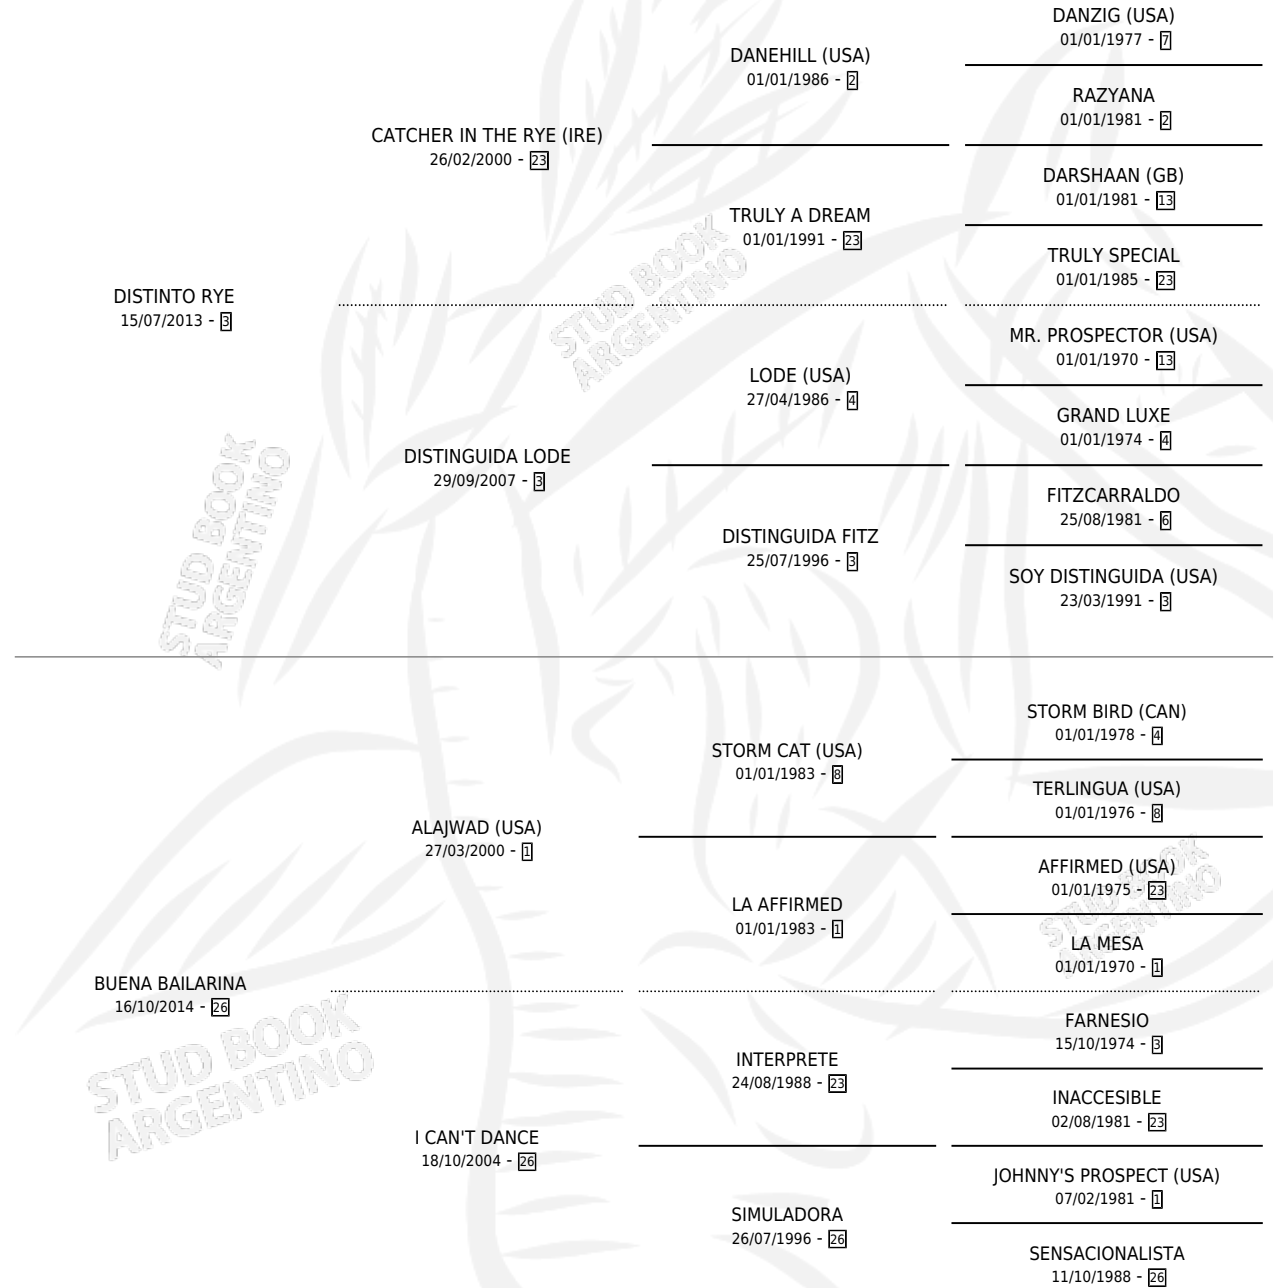 DANZIG (USA)
01/01/1977 - 7
DANEHILL (USA)
01/01/1986 - 2
RAZYANA
01/01/1981 - 2
CATCHER IN THE RYE (IRE)
26/02/2000 - 23
DARSHAAN (GB)
01/01/1981 - 13
TRULY A DREAM
01/01/1991 - 23
TRULY SPECIAL
01/01/1985 - 23
DISTINTO RYE
15/07/2013 - 3
STUD BOOK
ARGENTINO
MR. PROSPECTOR (USA)
01/01/1970 - 13
LODE (USA)
27/04/1986 - 4
GRAND LUXE
01/01/1974 - 4
DISTINGUIDA LODE
29/09/2007 - 3
FITZCARRALDO
25/08/1981 - 6
DISTINGUIDA FITZ
25/07/1996 - 3
SOY DISTINGUIDA (USA)
23/03/1991 - 3
STUD BOOK
ARGENTINO
STORM BIRD (CAN)
01/01/1978 - 4
STORM CAT (USA)
01/01/1983 - 8
TERLINGUA (USA)
01/01/1976 - 8
ALAJWAD (USA)
27/03/2000 - 1
AFFIRMED (USA)
01/01/1975 - 23
LA AFFIRMED
01/01/1983 - 1
LA MESA
01/01/1970 - 1
STUD BOOK
ARGENTINO
BUENA BAILARINA
16/10/2014 - 26
STUD BOOK
ARGENTINO
FARNESIO
15/10/1974 - 3
INTERPRETE
24/08/1988 - 23
INACCESIBLE
02/08/1981 - 23
I CAN'T DANCE
18/10/2004 - 26
JOHNNY'S PROSPECT (USA)
07/02/1981 - 1
SIMULADORA
26/07/1996 - 26
SENSACIONALISTA
11/10/1988 - 26